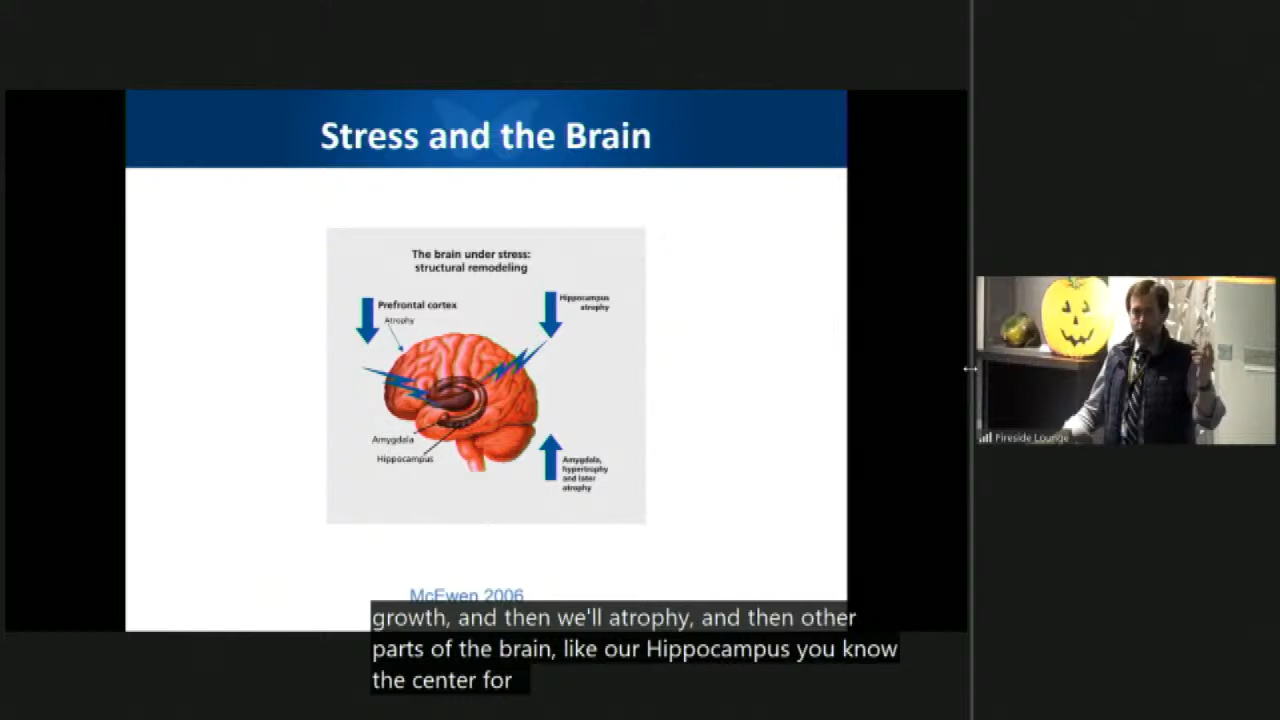 Stress and the Brain
The brain under stress:
structural remodeling
Prefrontal cortex
Atrophy
Hippocampus
atrophy
Amygdala
Hippocampus
Amygdala,
hypertrophy
and later
atrophy
McEwen 2006
growth, and then we'll atrophy, and then other
parts of the brain, like our Hippocampus you know
the center for
Fireside Lounge